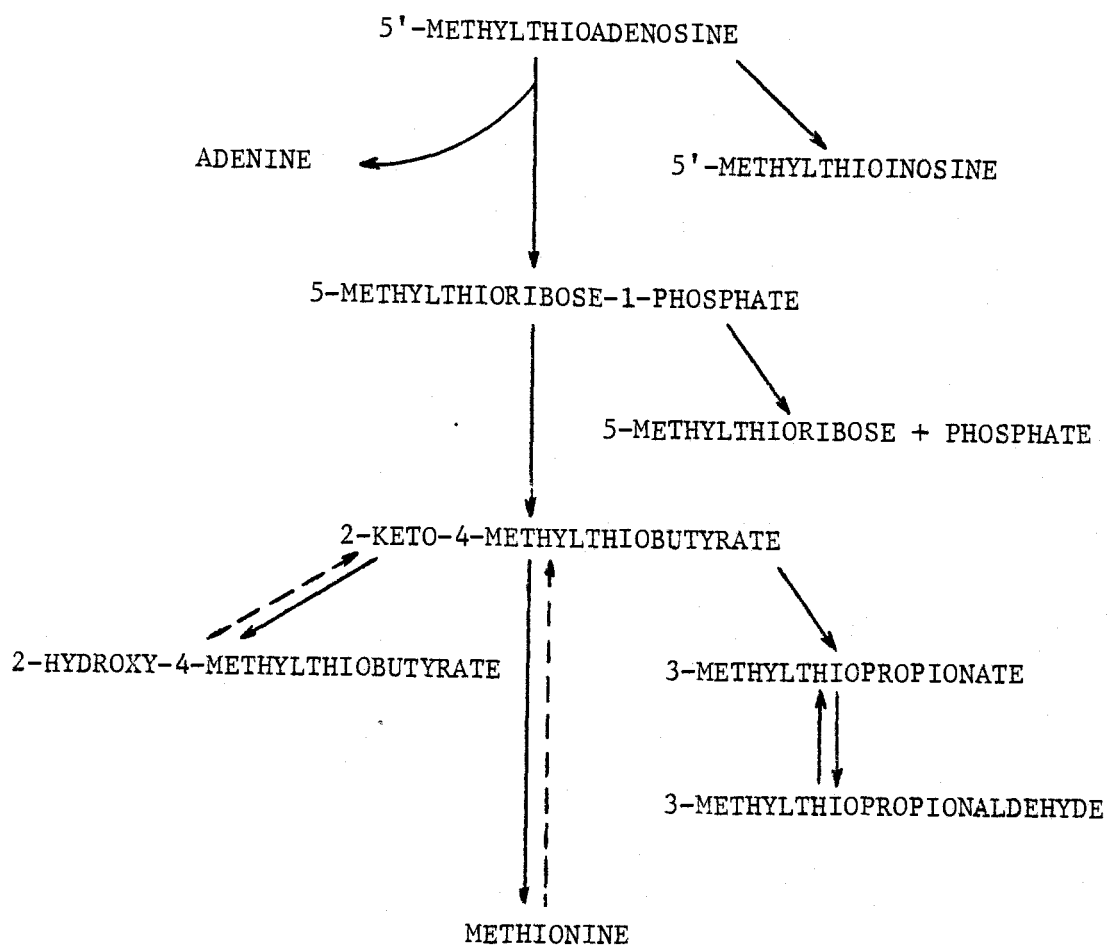 5'-METHYLTHIOADENOSINE
ADENINE
5'-METHYLTHIOINOSINE
5-METHYLTHIORIBOSE-1-PHOSPHATE
5-METHYLTHIORIBOSE + PHOSPHATE
2-KETO-4-METHYLTHIOBUTYRATE
2-HYDROXY-4-METHYLTHIOBUTYRATE
3-METHYLTHIOPROPIONATE
3-METHYLTHIOPROPIONALDEHYDE
METHIONINE